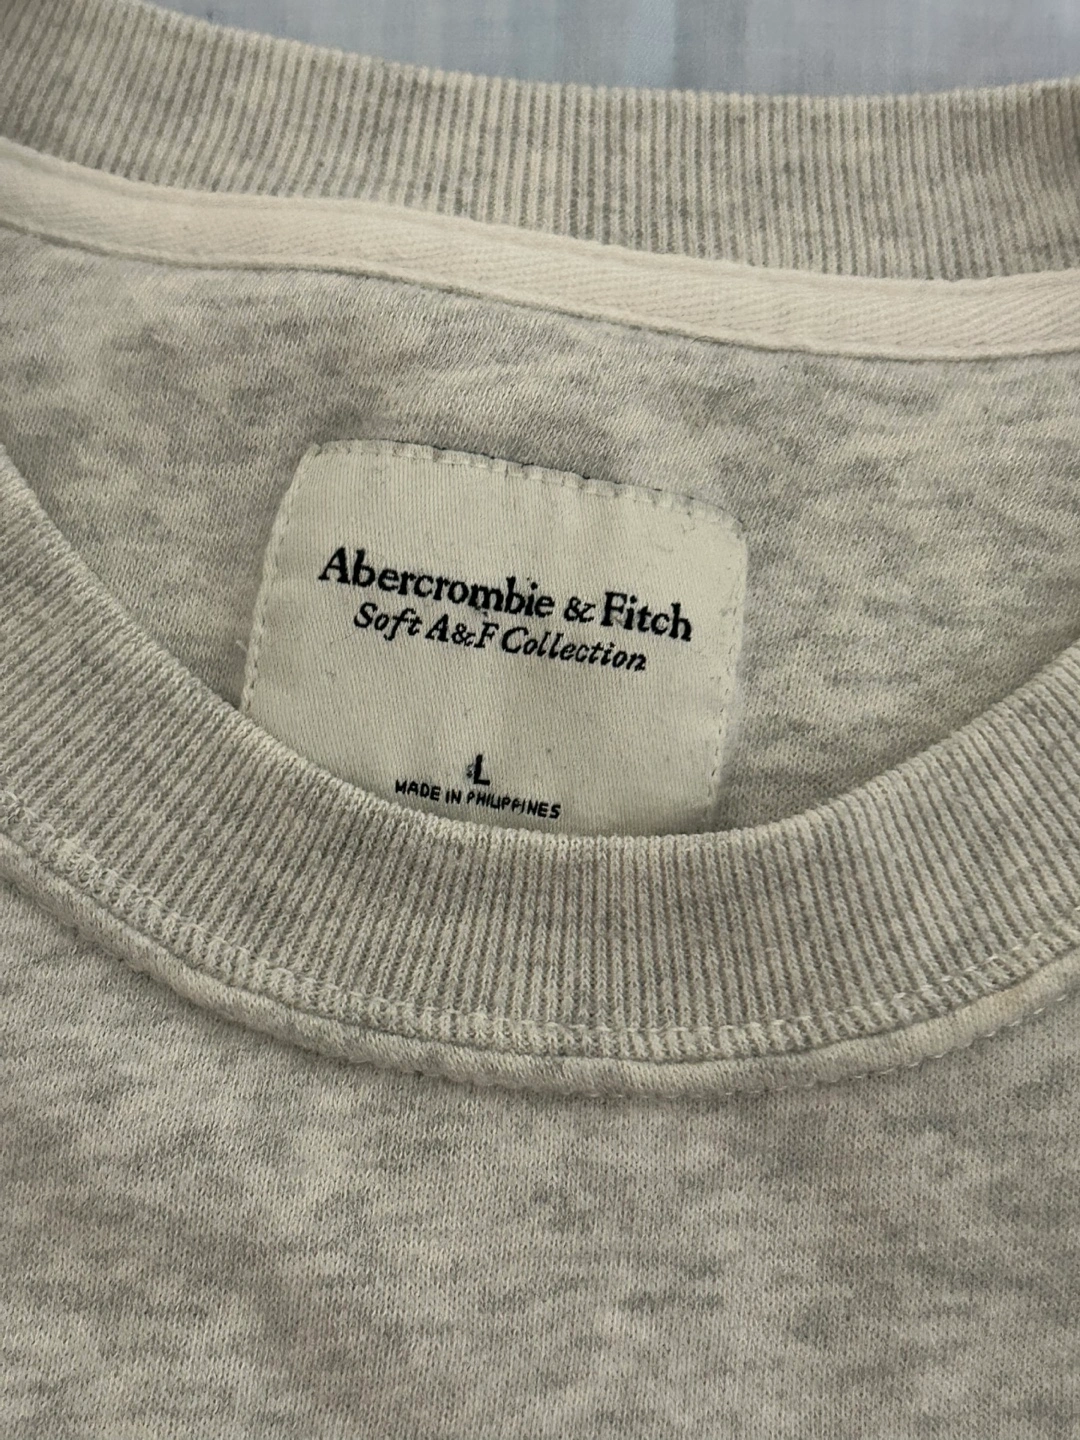 Abercrombie & Fitch
Soft A&F Collection
L
MADE IN PHILIPPINES